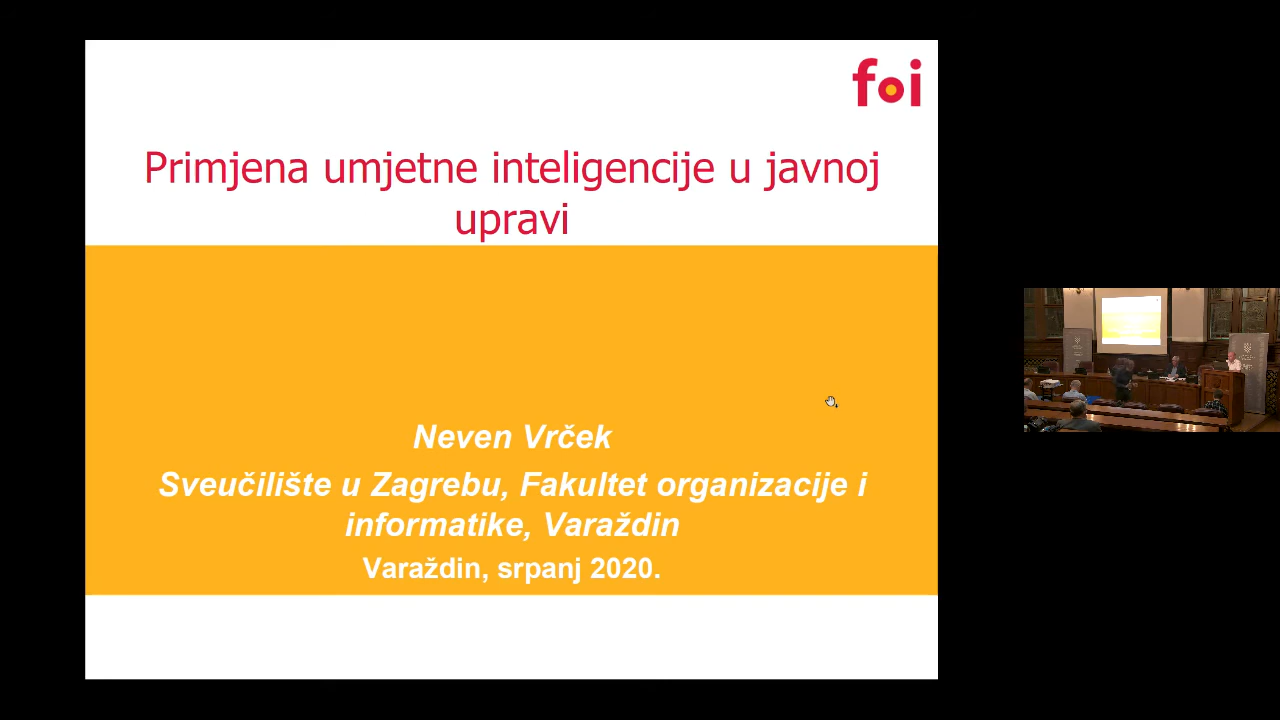 foi
Primjena umjetne inteligencije u javnoj
upravi
Neven Vrček
Sveučilište u Zagrebu, Fakultet organizacije i
informatike, Varaždin
Varaždin, srpanj 2020.